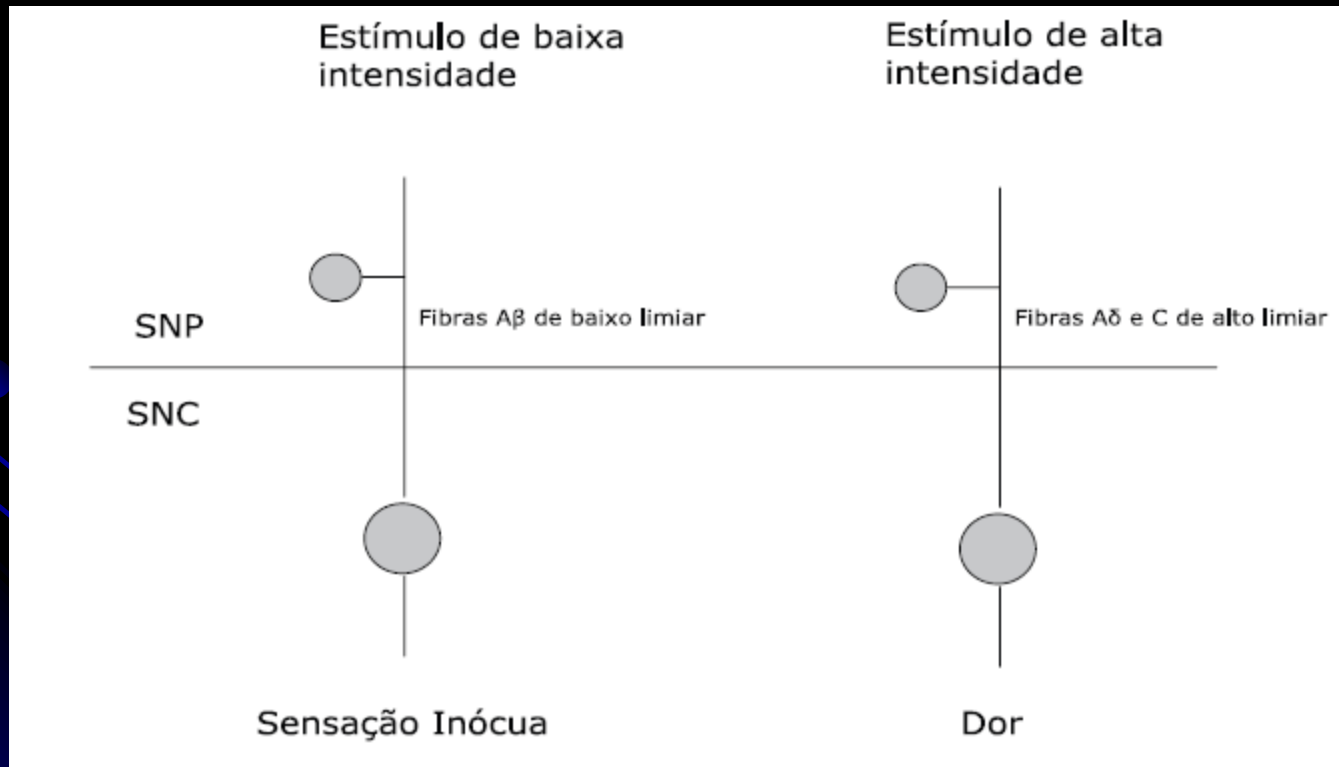 Estímulo de baixa
intensidade
Estímulo de alta
intensidade
Fibras Aβ de baixo limiar
Fibras Aδ e C de alto limiar
SNP
SNC
Sensação Inócua
Dor